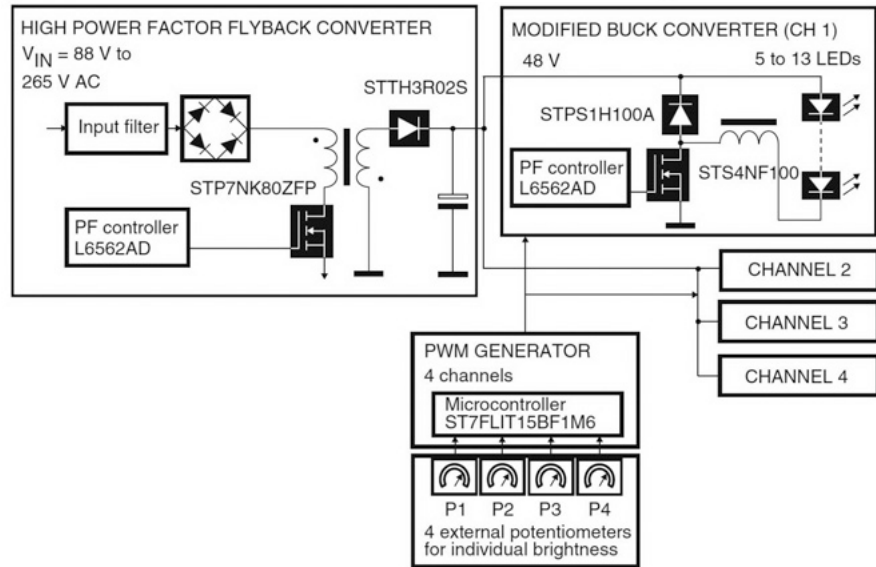 HIGH POWER FACTOR FLYBACK CONVERTER
VIN = 88 V to
265 V AC
STTH3R02S
Input filter
STP7NK80ZFP
PF controller
L6562AD
MODIFIED BUCK CONVERTER (CH 1)
48 V
5 to 13 LEDs
STPS1H100A
PF controller
L6562AD
STS4NF100
CHANNEL 2
CHANNEL 3
CHANNEL 4
PWM GENERATOR
4 channels
Microcontroller
ST7FLIT15BF1M6
P1 P2 P3 P4
4 external potentiometers
for individual brightness